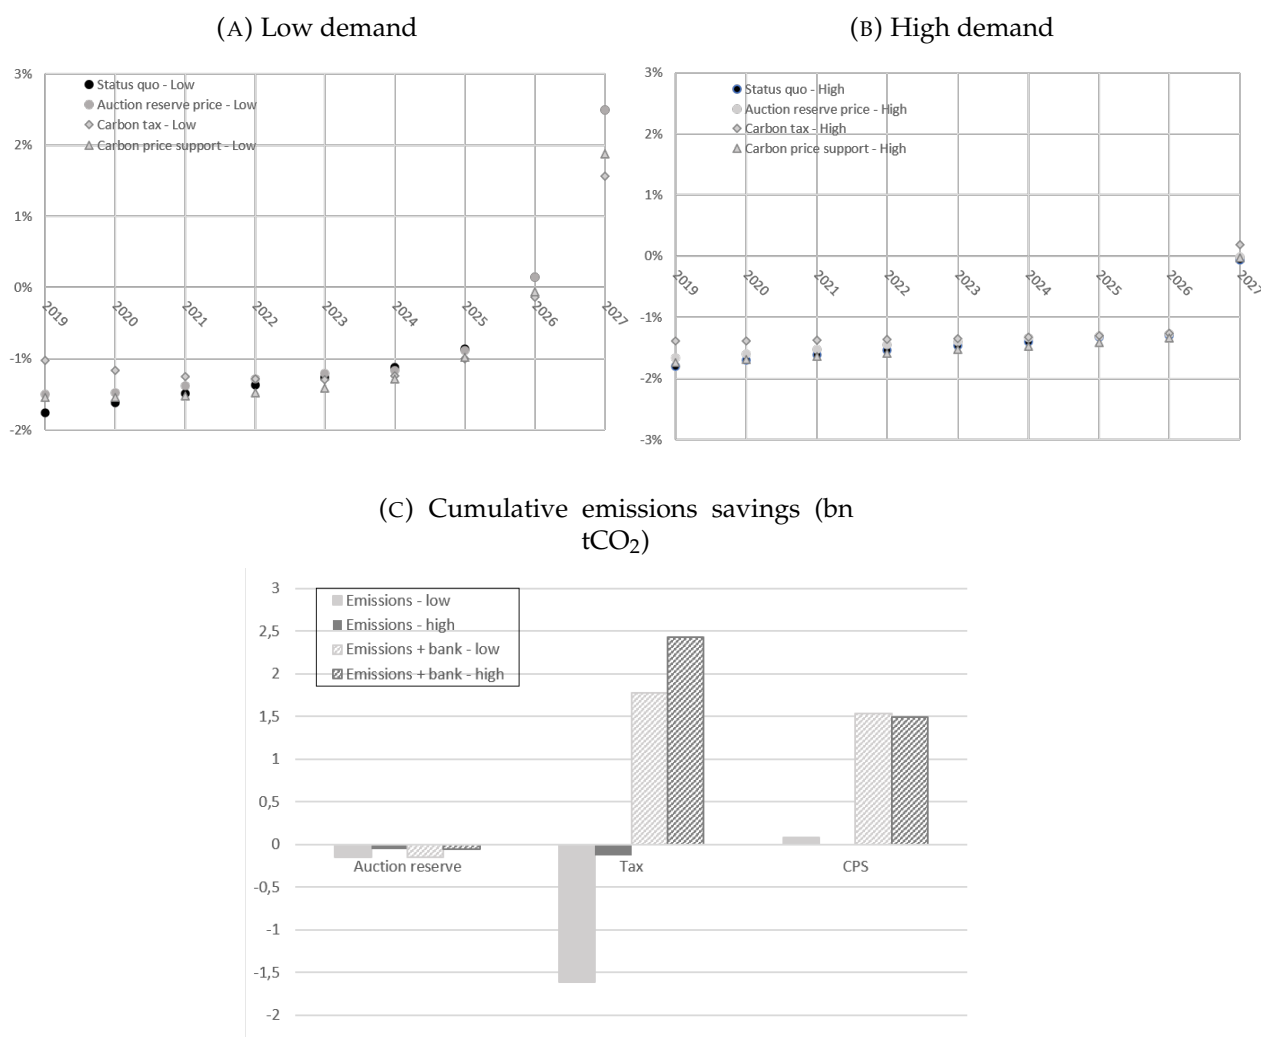 (A) Low demand
3%
2%
1%
0%
-1%
-2%
Status quo - Low
Auction reserve price - Low
Carbon tax - Low
Carbon price support - Low
2019
2020
2021
2022
2023
2024
2025
2026
2027
(B) High demand
3%
2%
1%
0%
-1%
-2%
-3%
Status quo - High
Auction reserve price - High
Carbon tax - High
Carbon price support - High
2019
2020
2021
2022
2023
2024
2025
2026
2027
(C) Cumulative emissions savings (bn
tCO₂)
3
2,5
2
1,5
1
0,5
0
-0,5
-1
-1,5
-2
Emissions - low
Emissions - high
Emissions + bank - low
Emissions + bank - high
Auction reserve
Tax
CPS